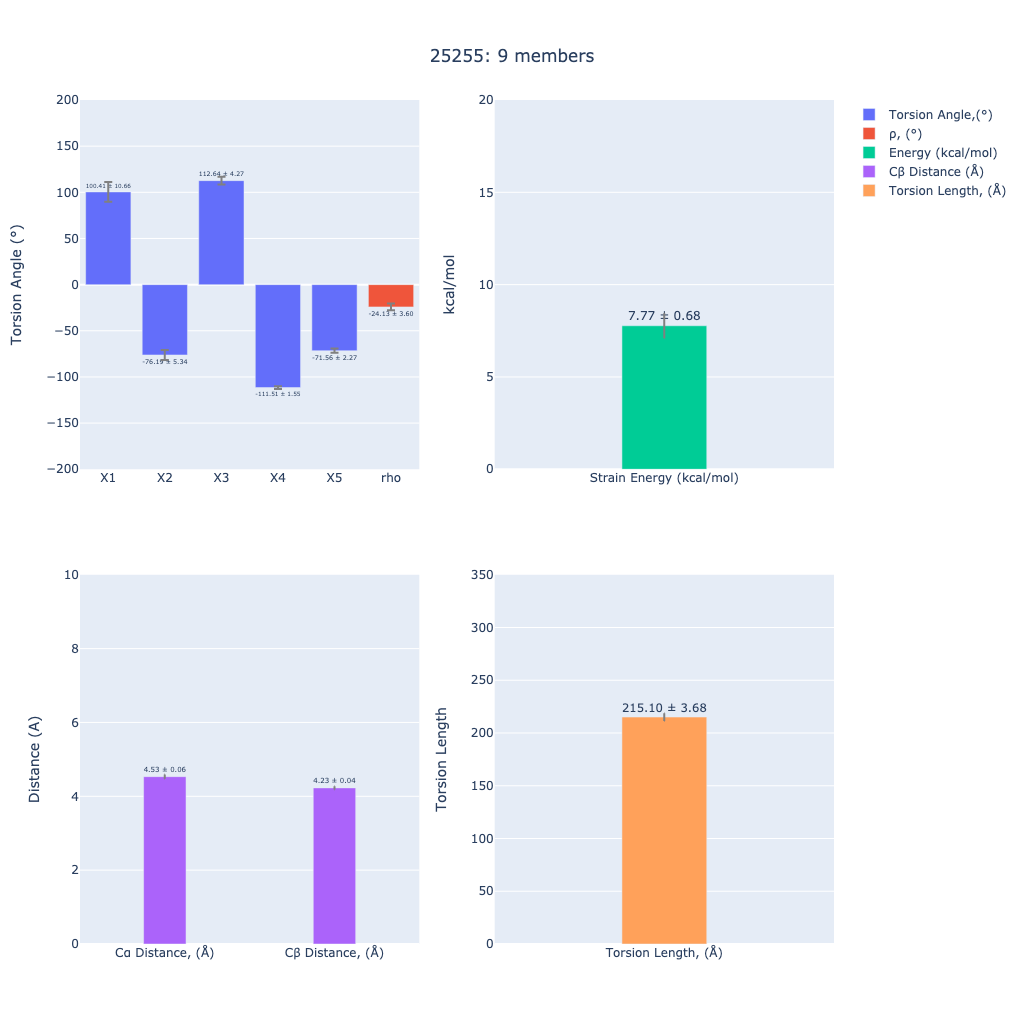 25255: 9 members
200
150
100
50
0
−50
−100
−150
−200
Torsion Angle (°)
100.41 ± 10.66
112.64 ± 4.27
-111.51 ± 1.55
-71.56 ± 2.27
-24.13 ± 3.60
X1 X2 X3 X4 X5 rho
20
15
10
5
0
kcal/mol
7.77 ± 0.68
Strain Energy (kcal/mol)
Torsion Angle,(°)
ρ, (°)
Energy (kcal/mol)
Cβ Distance (Å)
Torsion Length, (Å)
10
8
6
4
2
0
Distance (A)
4.53 ± 0.06
4.23 ± 0.04
Cα Distance, (Å) Cβ Distance, (Å)
350
300
250
200
150
100
50
0
Torsion Length
215.10 ± 3.68
Torsion Length, (Å)